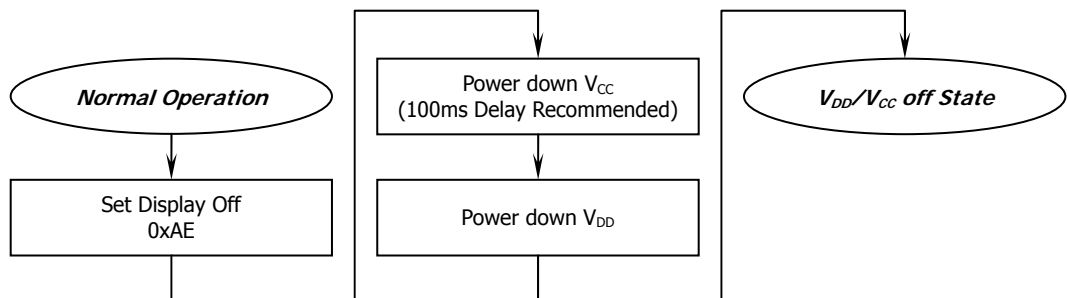 Normal Operation
Set Display Off
0xAE
Power down VCC
(100ms Delay Recommended)
Power down VDD
VDD/VCC off State